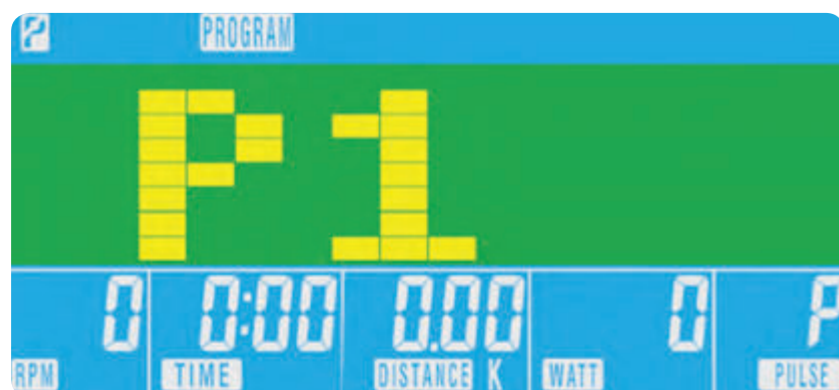 P PROGRAM
P1
0 0:00 0.00 0 P
RPM TIME DISTANCE K WATT PULSE